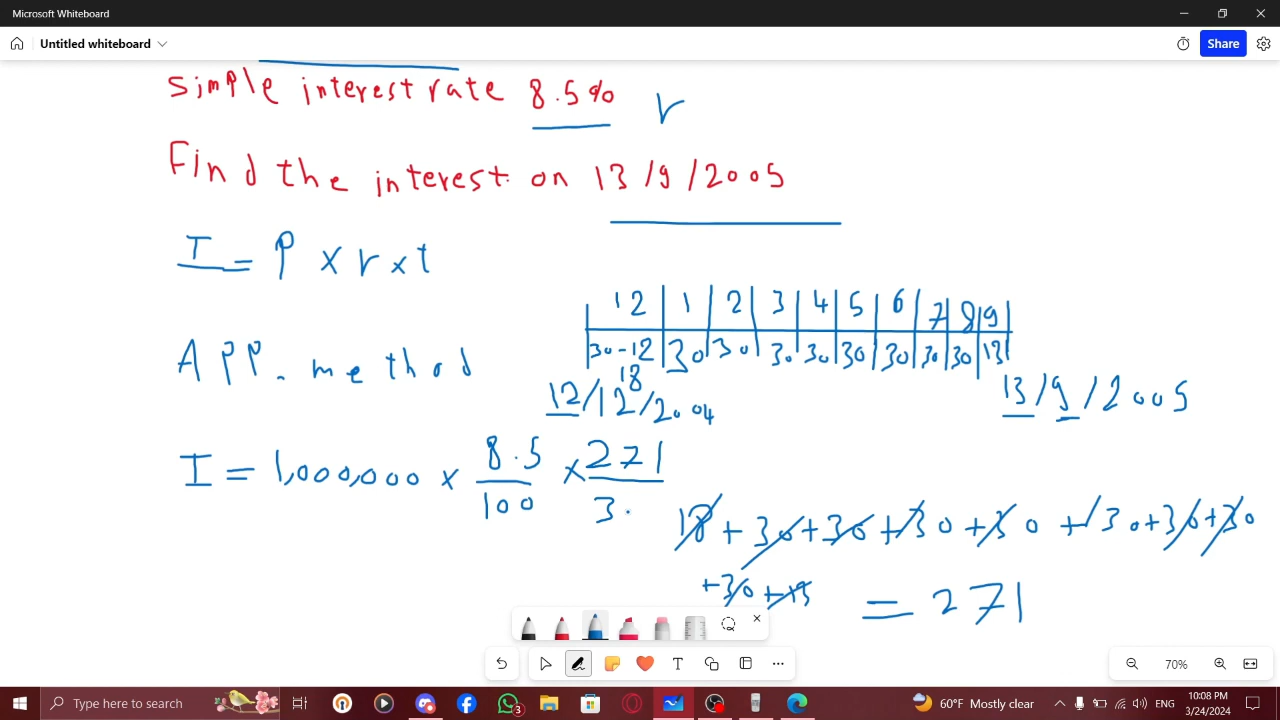 Microsoft Whiteboard
Untitled whiteboard
Share
Simple interest rate 8.5% r
Find the interest on 13/9/2005
I = P x r x t
12 1 2 3 4 5 6 7 8 9
30-12 30 30 30 30 30 30 30 30 13
18
APP. method
12/12/2004
13/9/2005
I = 1,000,000 x 8.5/100 x 271/3.
18 + 30 + 30 + 30 + 30 + 30 + 30 + 30
+ 30 + 13 = 271
70%
Type here to search
3
60°F Mostly clear
ENG
10:08 PM
3/24/2024